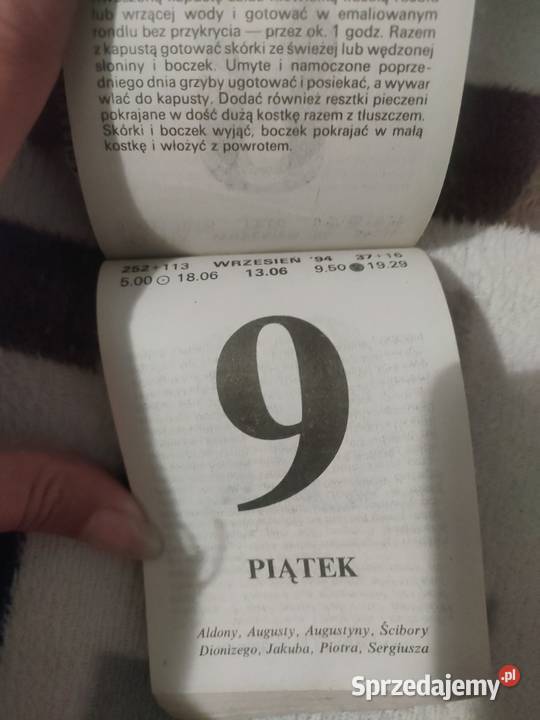 lub wrzącej wody i gotować w emaliowanym
rondlu bez przykrycia — przez ok. 1 godz. Razem
z kapustą gotować skórki ze świeżej lub wędzonej
słoniny i boczek. Umyte i namoczone poprze-
dniego dnia grzyby ugotować i posiekać, a wywar
wlać do kapusty. Dodać również resztki pieczeni
pokrajane w dość dużą kostkę razem z tłuszczem.
Skórki i boczek wyjąć, boczek pokrajać w małą
kostkę i włożyć z powrotem.
252+113 WRZESIEŃ '94 37+16
5.00 18.06 13.06 9.50 19.29
9
PIĄTEK
Aldony, Augusty, Augustyny, Ścibory
Dionizego, Jakuba, Piotra, Sergiusza
Sprzedajemy.pl